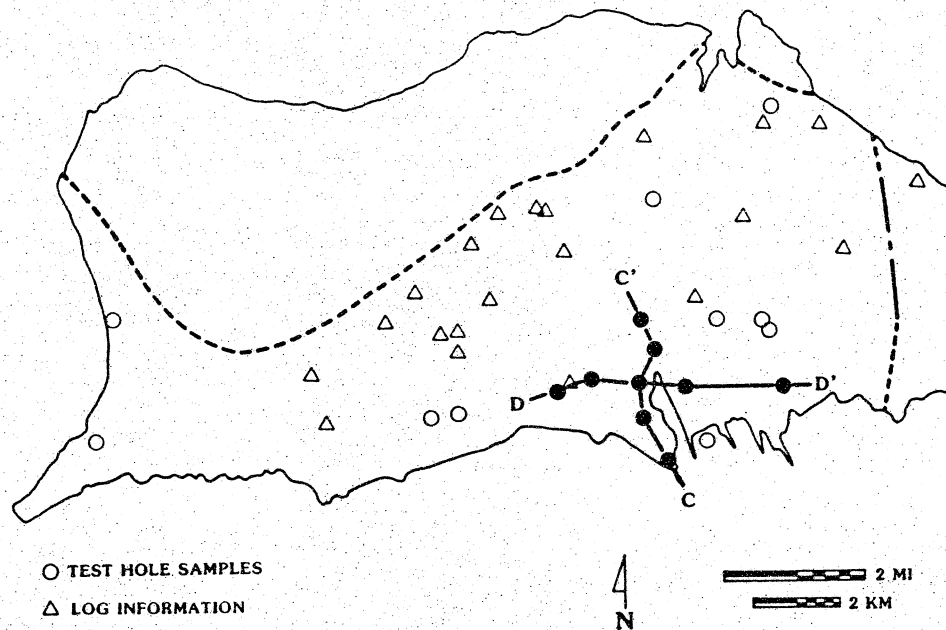 C'
D
D'
C
TEST HOLE SAMPLES
LOG INFORMATION
N
2 MI
2 KM